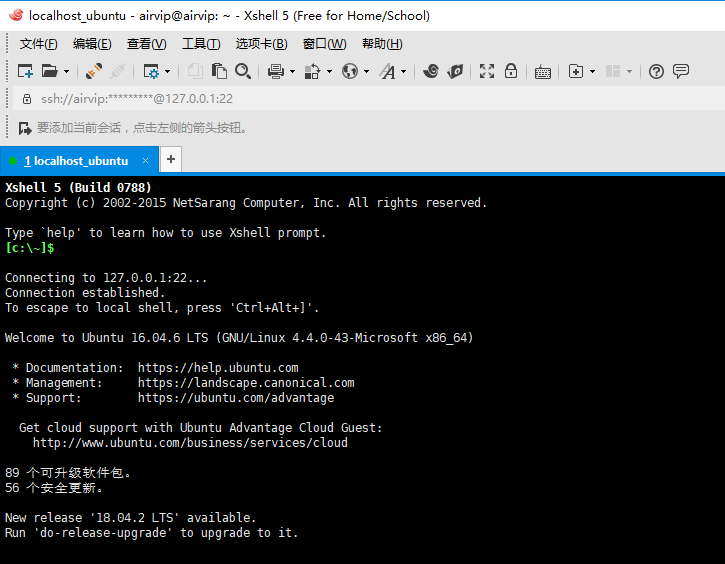 localhost_ubuntu - airvip@airvip: ~ - Xshell 5 (Free for Home/School)
文件(F) 编辑(E) 查看(V) 工具(T) 选项卡(B) 窗口(W) 帮助(H)
ssh://airvip:*********@127.0.0.1:22
要添加当前会话，点击左侧的箭头按钮。
1 localhost_ubuntu × +
Xshell 5 (Build 0788)
Copyright (c) 2002-2015 NetSarang Computer, Inc. All rights reserved.
Type `help' to learn how to use Xshell prompt.
[c:\~]$
Connecting to 127.0.0.1:22...
Connection established.
To escape to local shell, press 'Ctrl+Alt+]'.
Welcome to Ubuntu 16.04.6 LTS (GNU/Linux 4.4.0-43-Microsoft x86_64)
* Documentation:  https://help.ubuntu.com
* Management:     https://landscape.canonical.com
* Support:        https://ubuntu.com/advantage
Get cloud support with Ubuntu Advantage Cloud Guest:
http://www.ubuntu.com/business/services/cloud
89 个可升级软件包。
56 个安全更新。
New release '18.04.2 LTS' available.
Run 'do-release-upgrade' to upgrade to it.